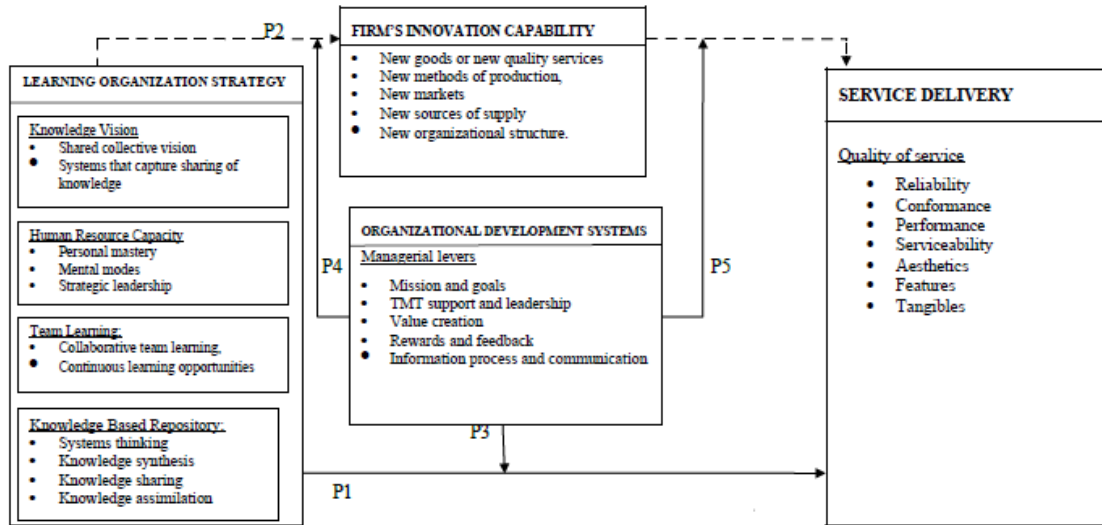 P2
LEARNING ORGANIZATION STRATEGY
Knowledge Vision
• Shared collective vision
• Systems that capture sharing of
knowledge
Human Resource Capacity
• Personal mastery
• Mental modes
• Strategic leadership
Team Learning:
• Collaborative team learning,
• Continuous learning opportunities
Knowledge Based Repository:
• Systems thinking
• Knowledge synthesis
• Knowledge sharing
• Knowledge assimilation
FIRM'S INNOVATION CAPABILITY
• New goods or new quality services
• New methods of production,
• New markets
• New sources of supply
• New organizational structure.
P4
ORGANIZATIONAL DEVELOPMENT SYSTEMS
Managerial levers
• Mission and goals
• TMT support and leadership
• Value creation
• Rewards and feedback
• Information process and communication
P5
P3
P1
SERVICE DELIVERY
Quality of service
• Reliability
• Conformance
• Performance
• Serviceability
• Aesthetics
• Features
• Tangibles